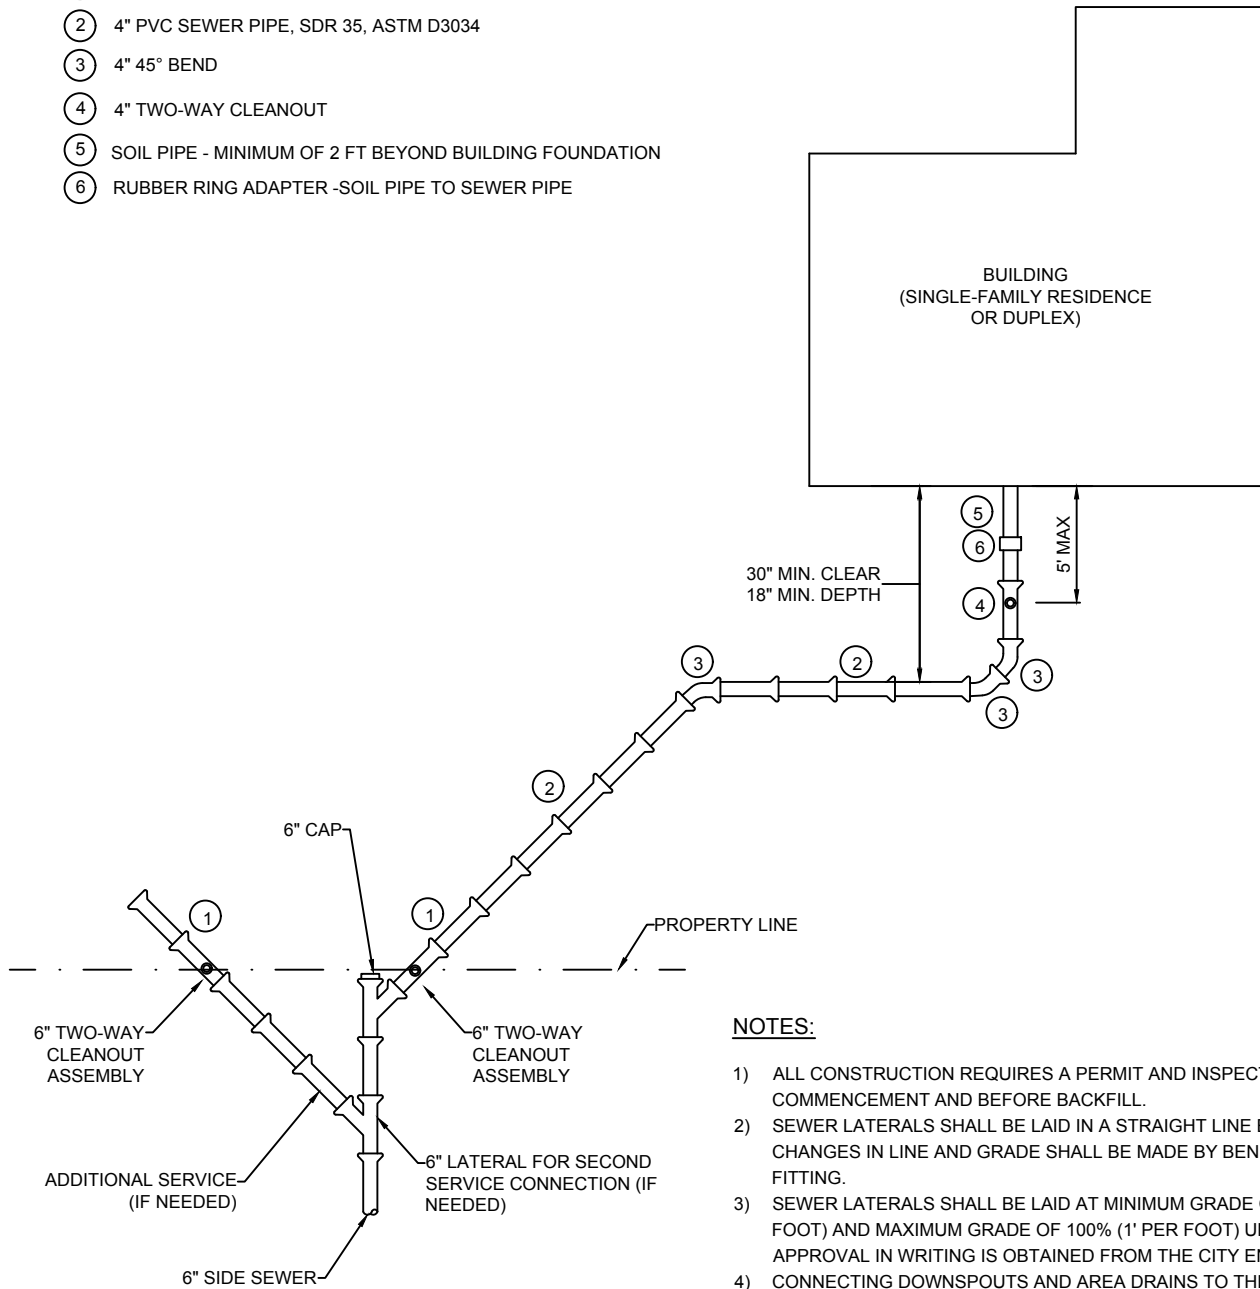 2 4" PVC SEWER PIPE, SDR 35, ASTM D3034
3 4" 45° BEND
4 4" TWO-WAY CLEANOUT
5 SOIL PIPE - MINIMUM OF 2 FT BEYOND BUILDING FOUNDATION
6 RUBBER RING ADAPTER -SOIL PIPE TO SEWER PIPE
BUILDING
(SINGLE-FAMILY RESIDENCE
OR DUPLEX)
5
6
5' MAX
30" MIN. CLEAR
18" MIN. DEPTH
4
3
2
3
3
2
6" CAP
1
1
PROPERTY LINE
6" TWO-WAY
CLEANOUT
ASSEMBLY
6" TWO-WAY
CLEANOUT
ASSEMBLY
ADDITIONAL SERVICE
(IF NEEDED)
6" LATERAL FOR SECOND
SERVICE CONNECTION (IF
NEEDED)
6" SIDE SEWER
NOTES:
1) ALL CONSTRUCTION REQUIRES A PERMIT AND INSPECT
COMMENCEMENT AND BEFORE BACKFILL.
2) SEWER LATERALS SHALL BE LAID IN A STRAIGHT LINE
CHANGES IN LINE AND GRADE SHALL BE MADE BY BEN
FITTING.
3) SEWER LATERALS SHALL BE LAID AT MINIMUM GRADE
FOOT) AND MAXIMUM GRADE OF 100% (1' PER FOOT)
APPROVAL IN WRITING IS OBTAINED FROM THE CITY
4) CONNECTING DOWNSPOUTS AND AREA DRAINS TO